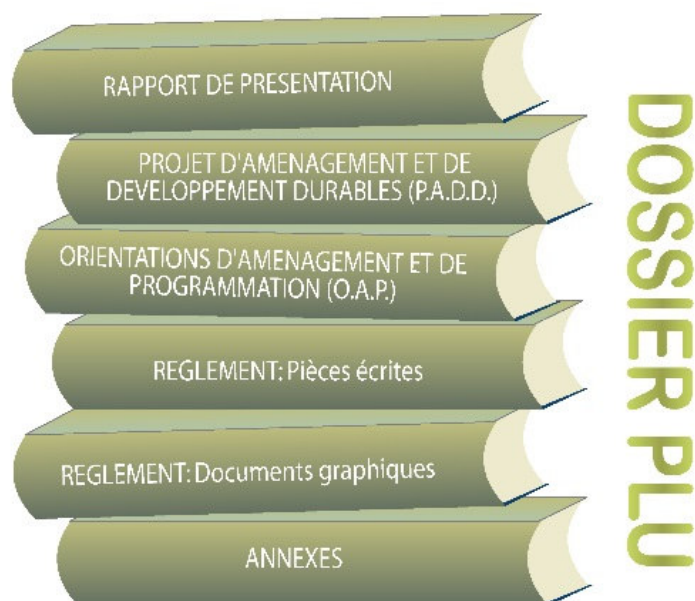 RAPPORT DE PRESENTATION
PROJET D'AMENAGEMENT ET DE
DEVELOPPEMENT DURABLES (P.A.D.D.)
ORIENTATIONS D'AMENAGEMENT ET DE
PROGRAMMATION (O.A.P.)
REGLEMENT: Pièces écrites
REGLEMENT: Documents graphiques
ANNEXES
DOSSIER PLU